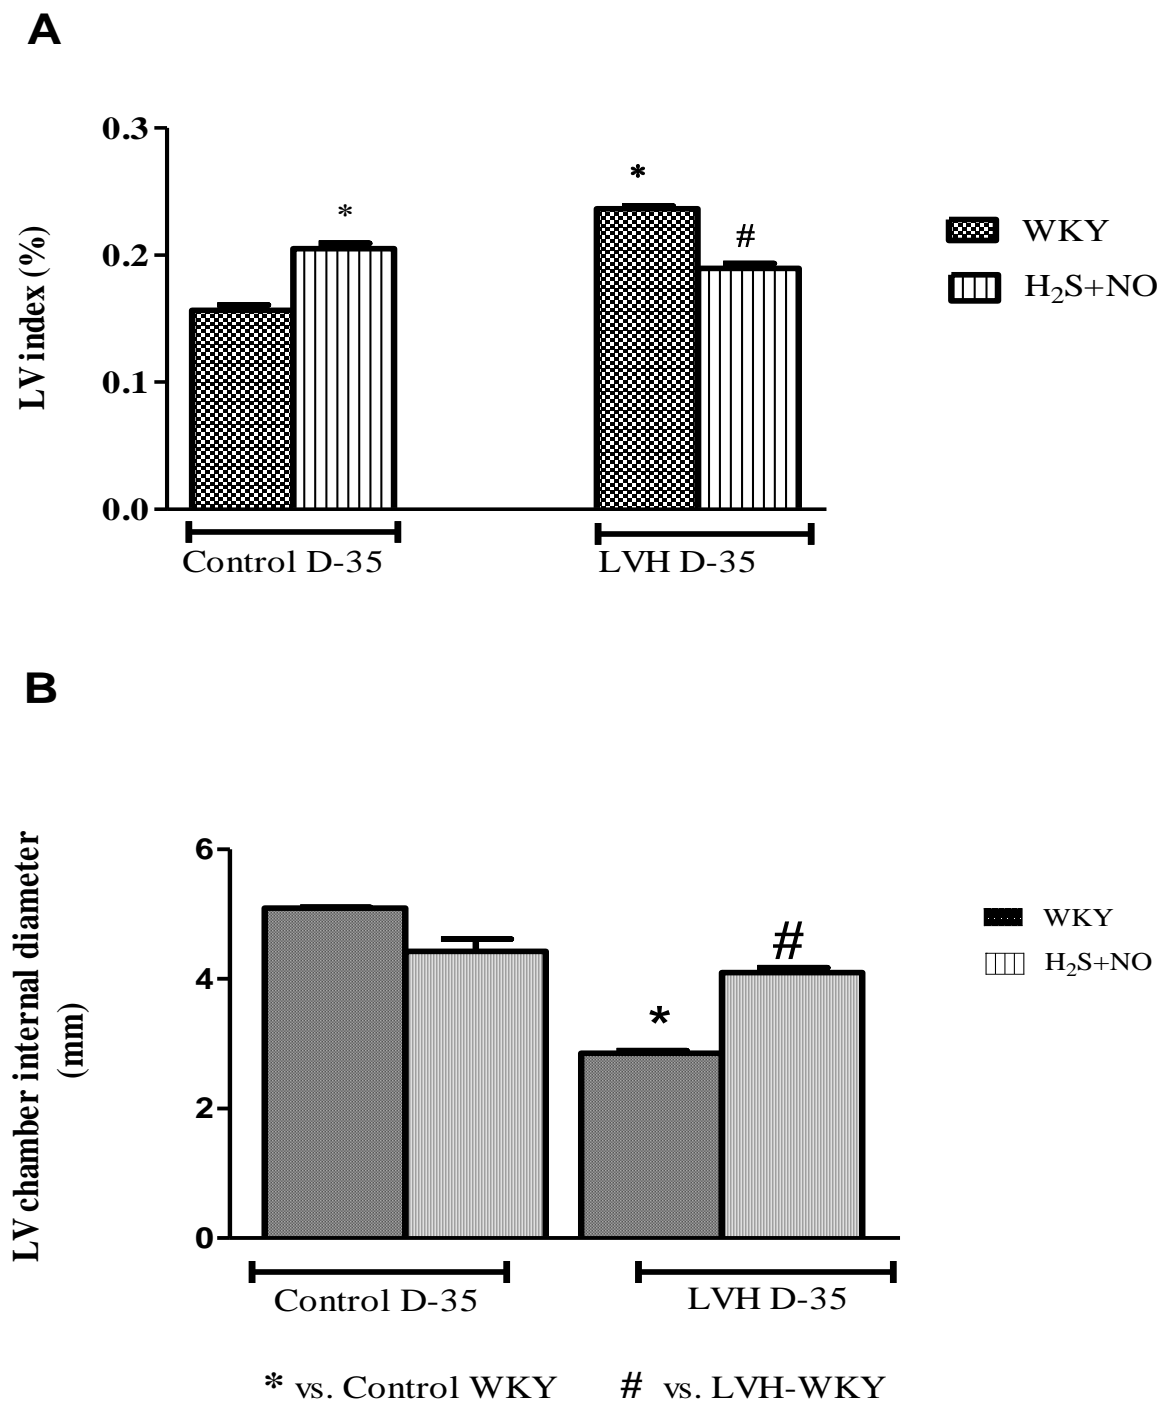 A
0.3
0.2
0.1
0.0
LV index (%)
*
*
#
WKY
H₂S+NO
Control D-35
LVH D-35
B
6
4
2
0
LV chamber internal diameter
(mm)
*
#
WKY
H₂S+NO
Control D-35
LVH D-35
* vs. Control WKY # vs. LVH-WKY